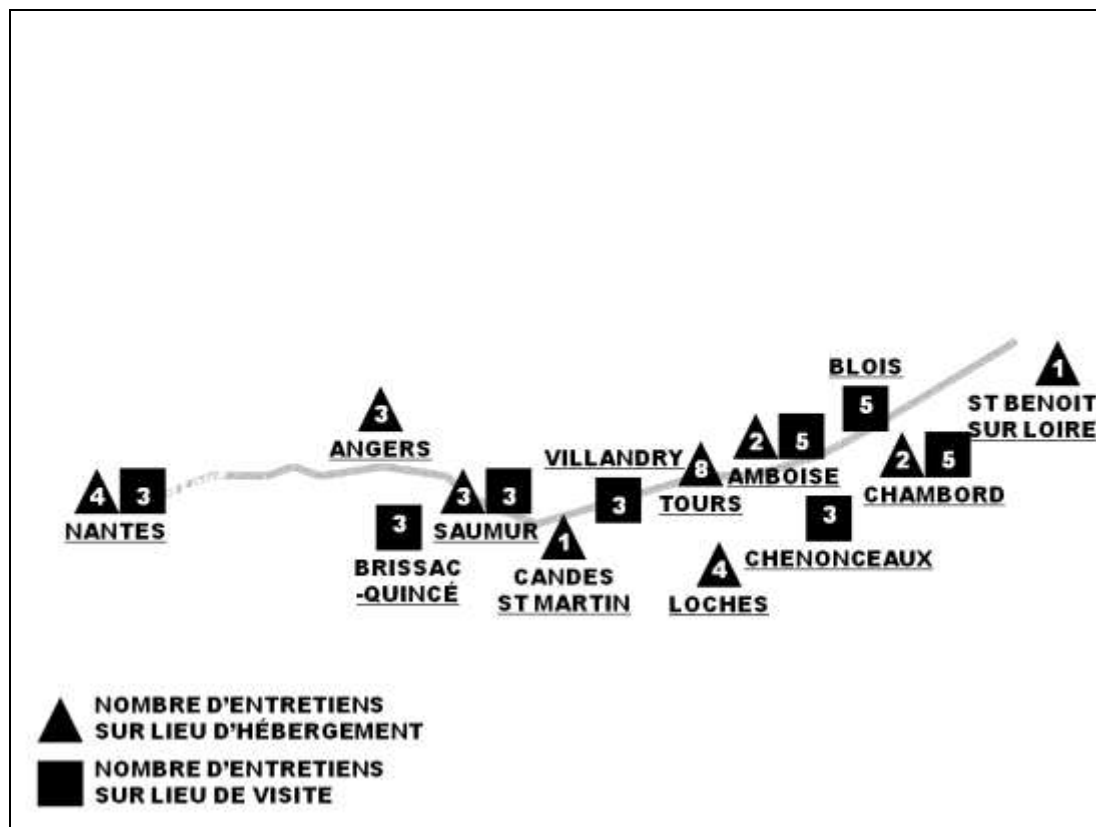 BLOIS
5
1
ST BENOIT
SUR LOIRE
3
ANGERS
VILLANDRY
8
TOURS
2 5
AMBOISE
2 5
CHAMBORD
4 3
NANTES
3 3
SAUMUR
3
3
BRISSAC
-QUINCÉ
1
CANDES
ST MARTIN
4
LOCHES
3
CHENONCEAUX
NOMBRE D'ENTRETIENS
SUR LIEU D'HÉBERGEMENT
NOMBRE D'ENTRETIENS
SUR LIEU DE VISITE